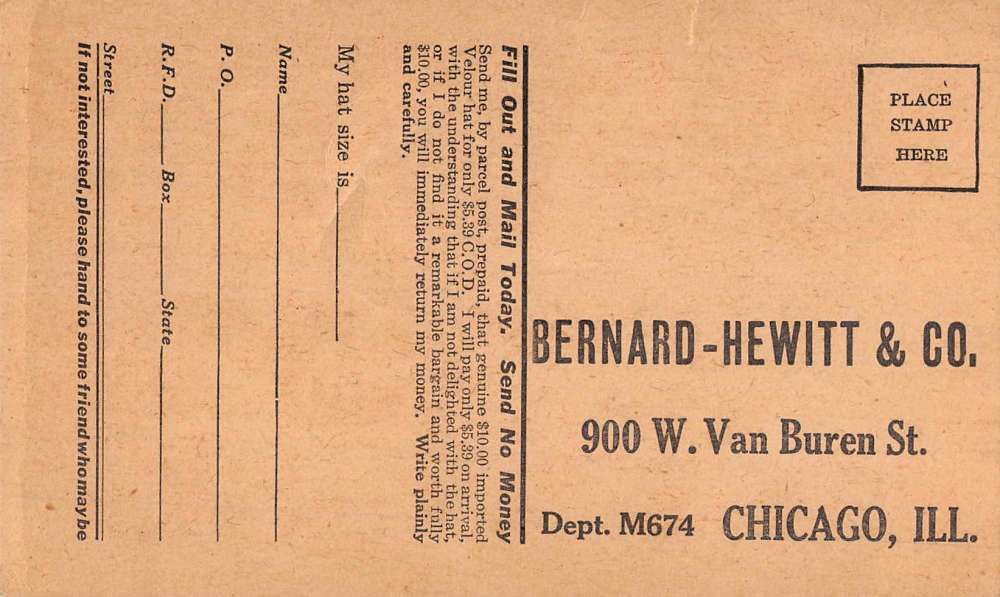 Fill Out and Mail Today. Send No Money
Send me, by parcel post, prepaid, that genuine $10.00 imported
Velour hat for only $5.39 C.O.D. I will pay only $5.39 on arrival,
with the understanding that if I am not delighted with the hat,
or if I do not find it a remarkable bargain and worth fully
$10.00, you will immediately return my money. Write plainly
and carefully.
My hat size is
Name
P. O.
R.F.D. Box State
Street
If not interested, please hand to some friend who may be
PLACE
STAMP
HERE
BERNARD-HEWITT & CO.
900 W. Van Buren St.
Dept. M674 CHICAGO, ILL.